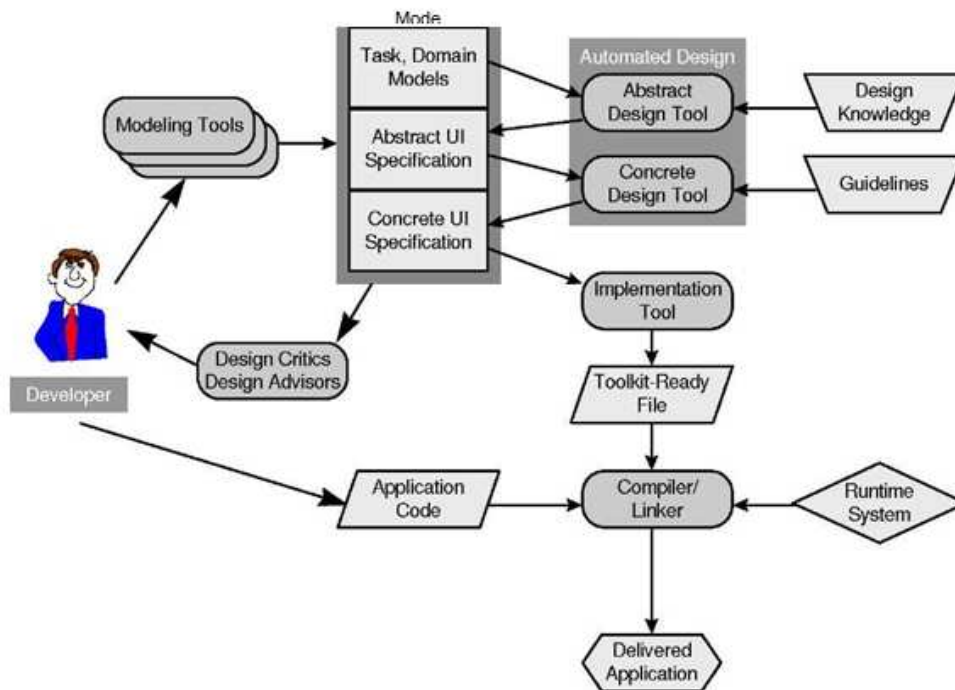 Mode
Task, Domain
Models
Automated Design
Abstract
Design Tool
Design
Knowledge
Modeling Tools
Abstract UI
Specification
Concrete
Design Tool
Guidelines
Concrete UI
Specification
Implementation
Tool
Design Critics
Design Advisors
Developer
Toolkit-Ready
File
Application
Code
Compiler/
Linker
Runtime
System
Delivered
Application